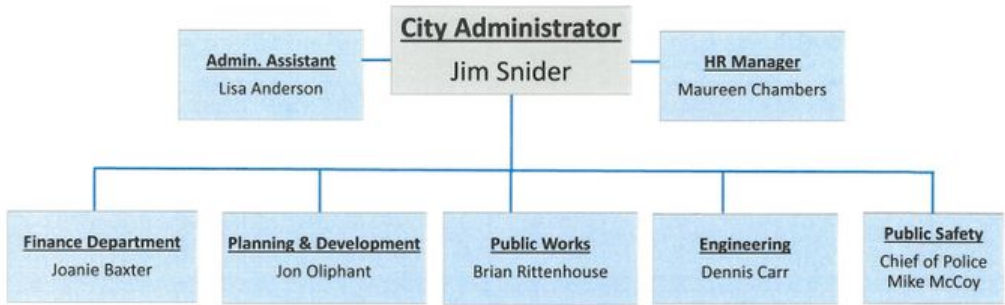 City Administrator
Jim Snider
Admin. Assistant
Lisa Anderson
HR Manager
Maureen Chambers
Finance Department
Joanie Baxter
Planning & Development
Jon Oliphant
Public Works
Brian Rittenhouse
Engineering
Dennis Carr
Public Safety
Chief of Police
Mike McCoy